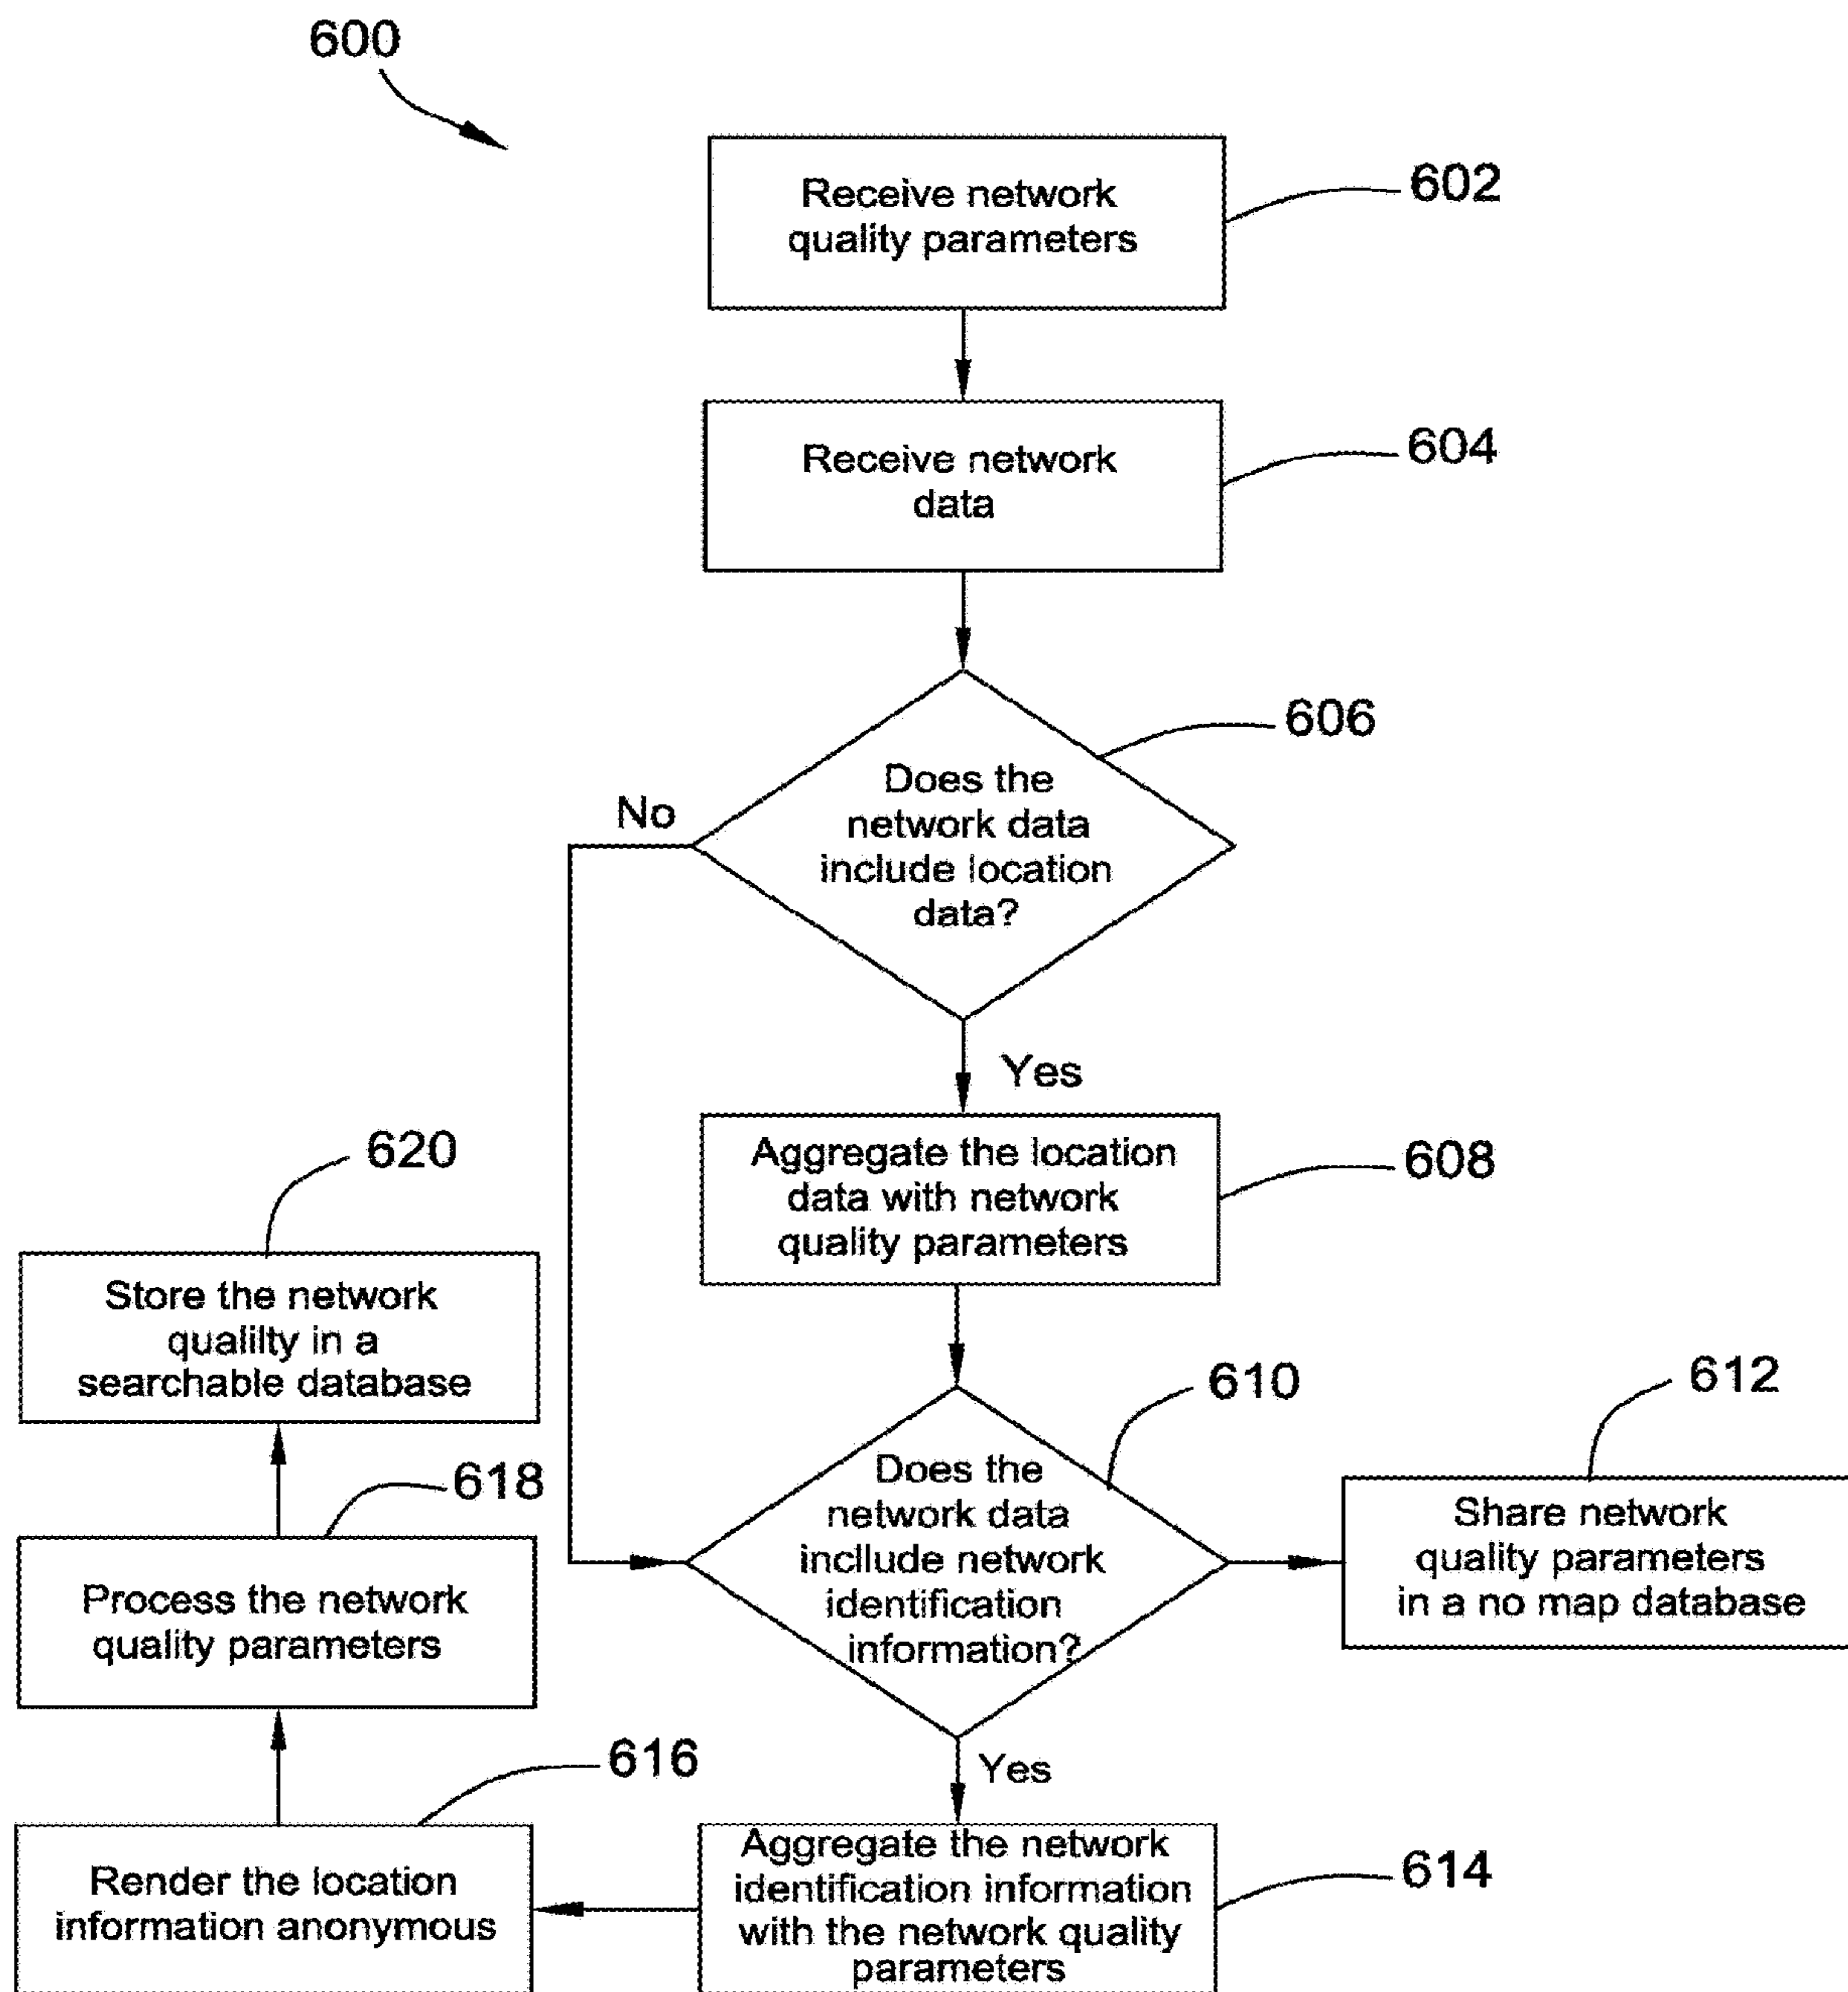 600
Receive network
quality parameters
602
Receive network
data
604
606
Does the
network data
include location
data?
No
Yes
Aggregate the location
data with network
quality parameters
608
620
Store the network
qualilty in a
searchable database
610
612
Does the
network data
incllude network
identification
information?
Share network
quality parameters
in a no map database
618
Process the network
quality parameters
Yes
616
Render the location
information anonymous
Aggregate the network
identification information
with the network quality
parameters
614